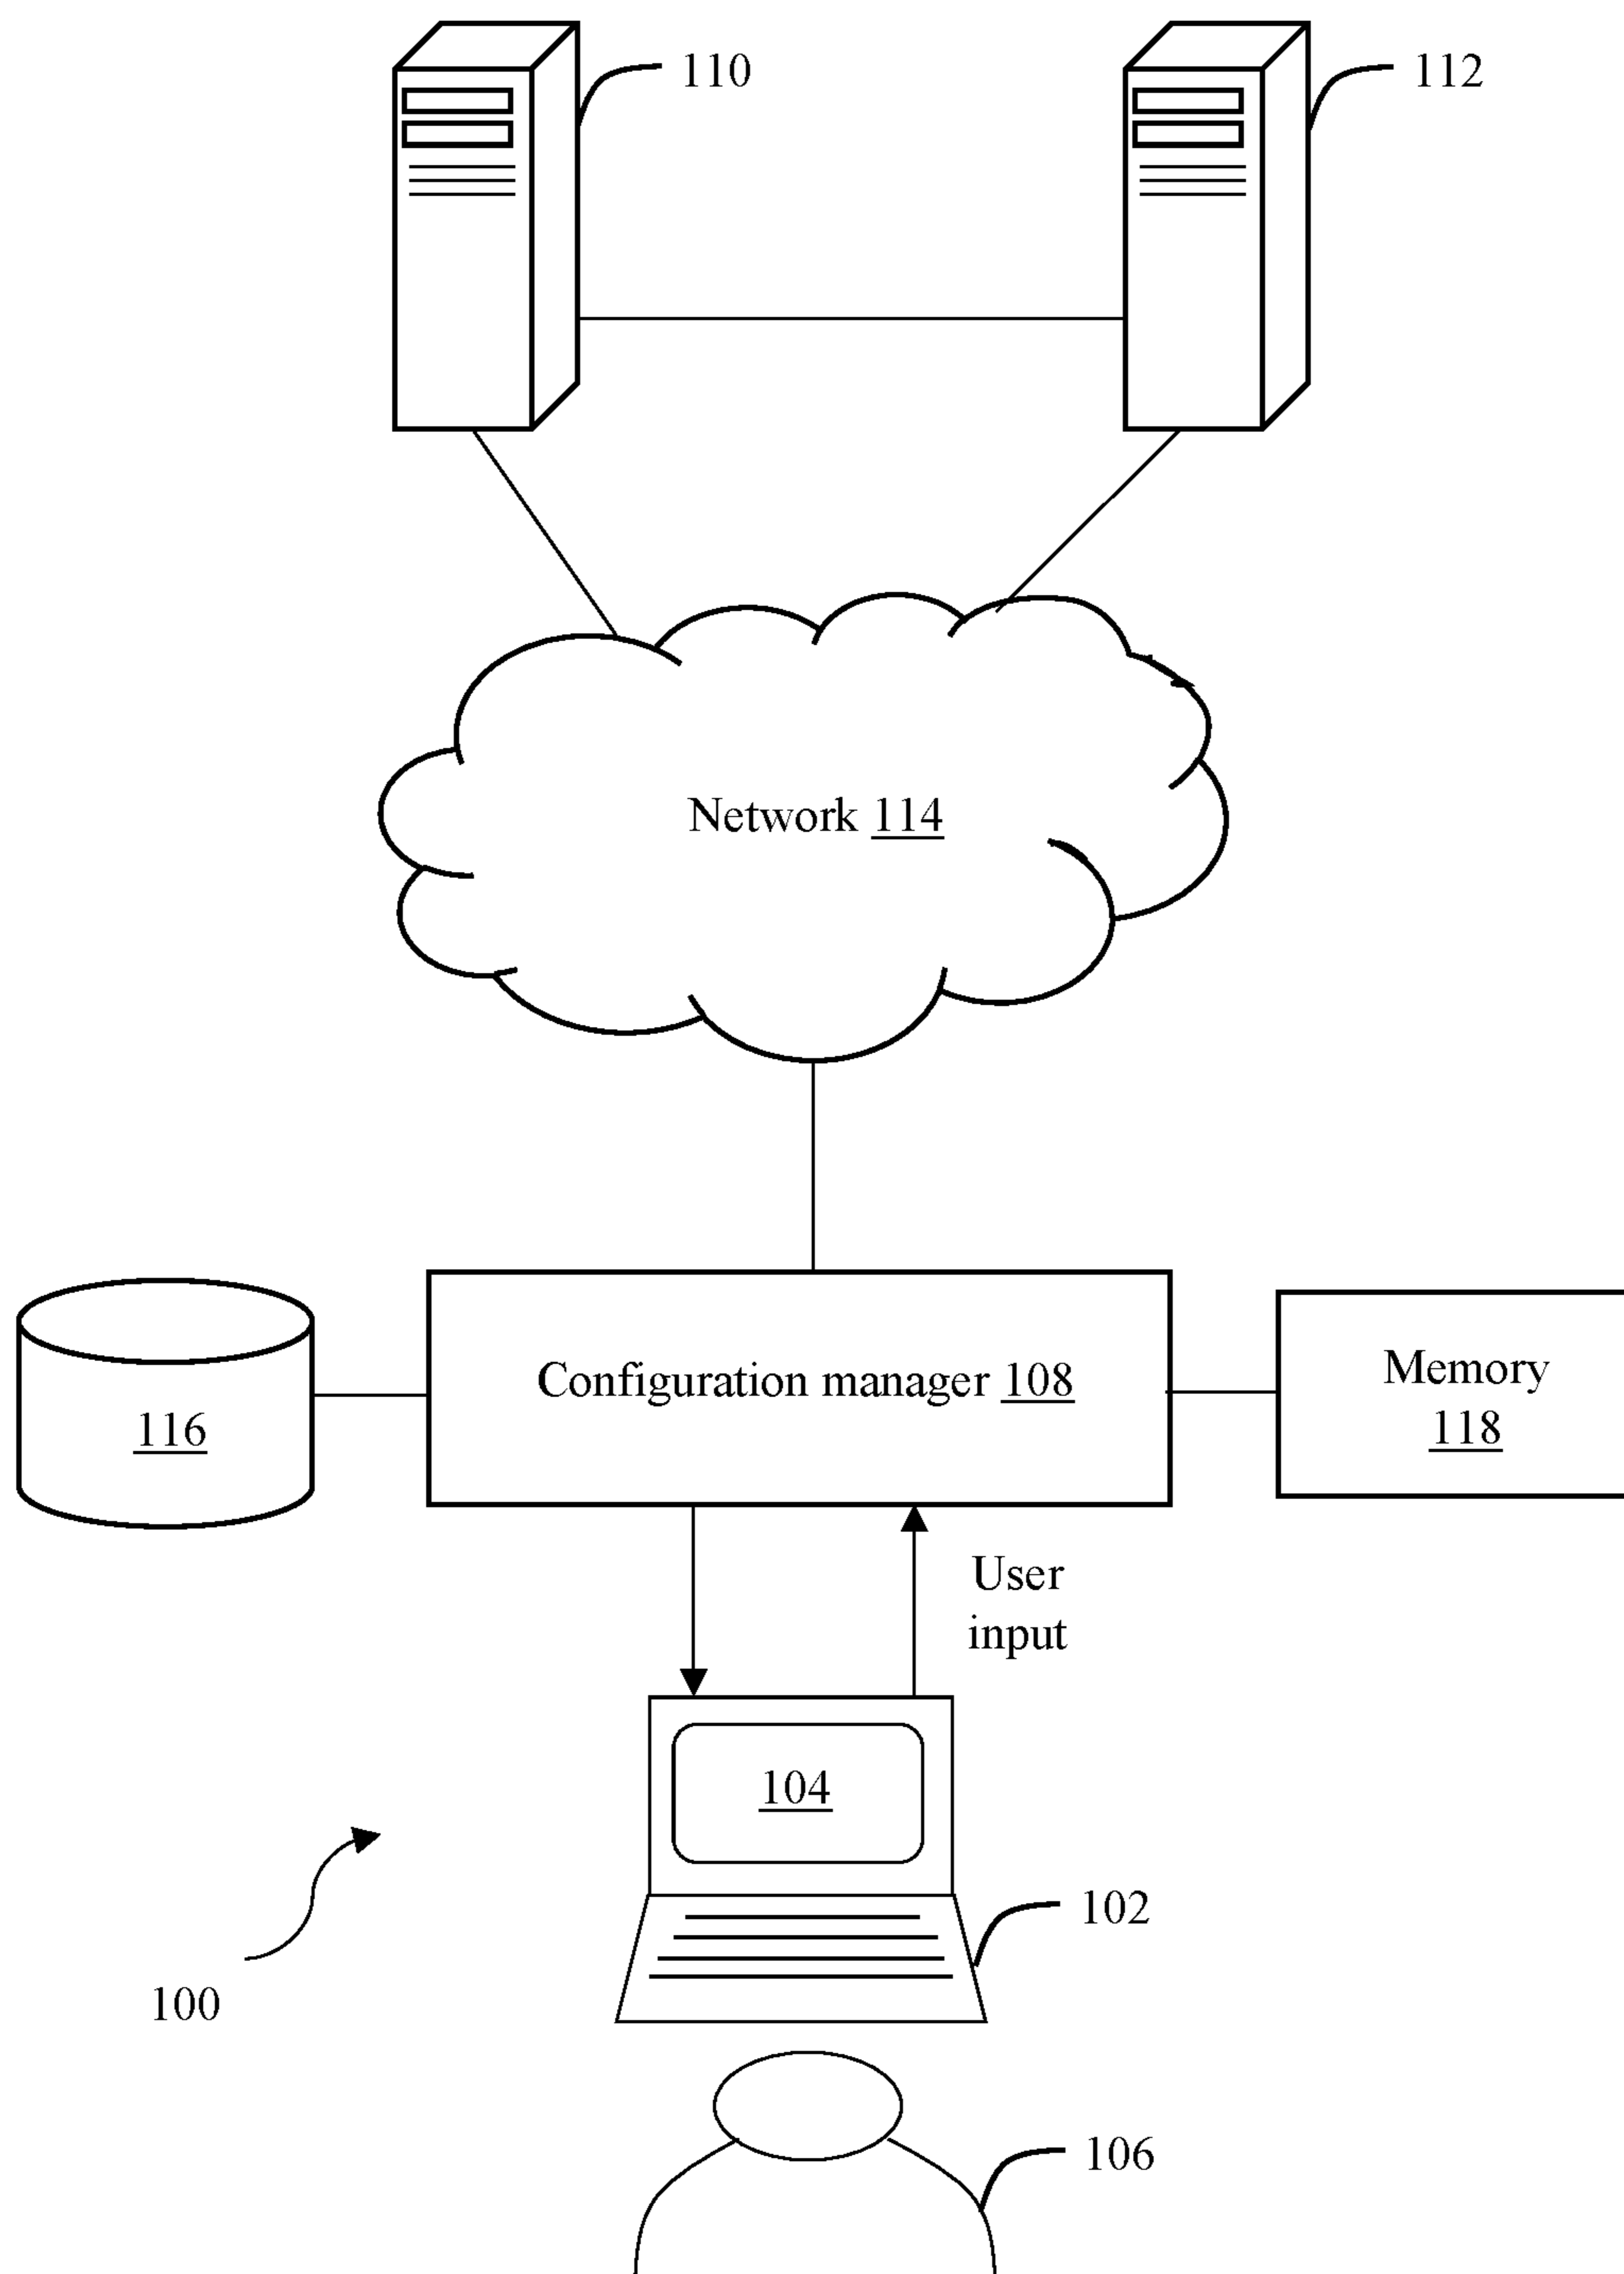 110
112
Network 114
Configuration manager 108
116
Memory
118
User
input
104
102
100
106